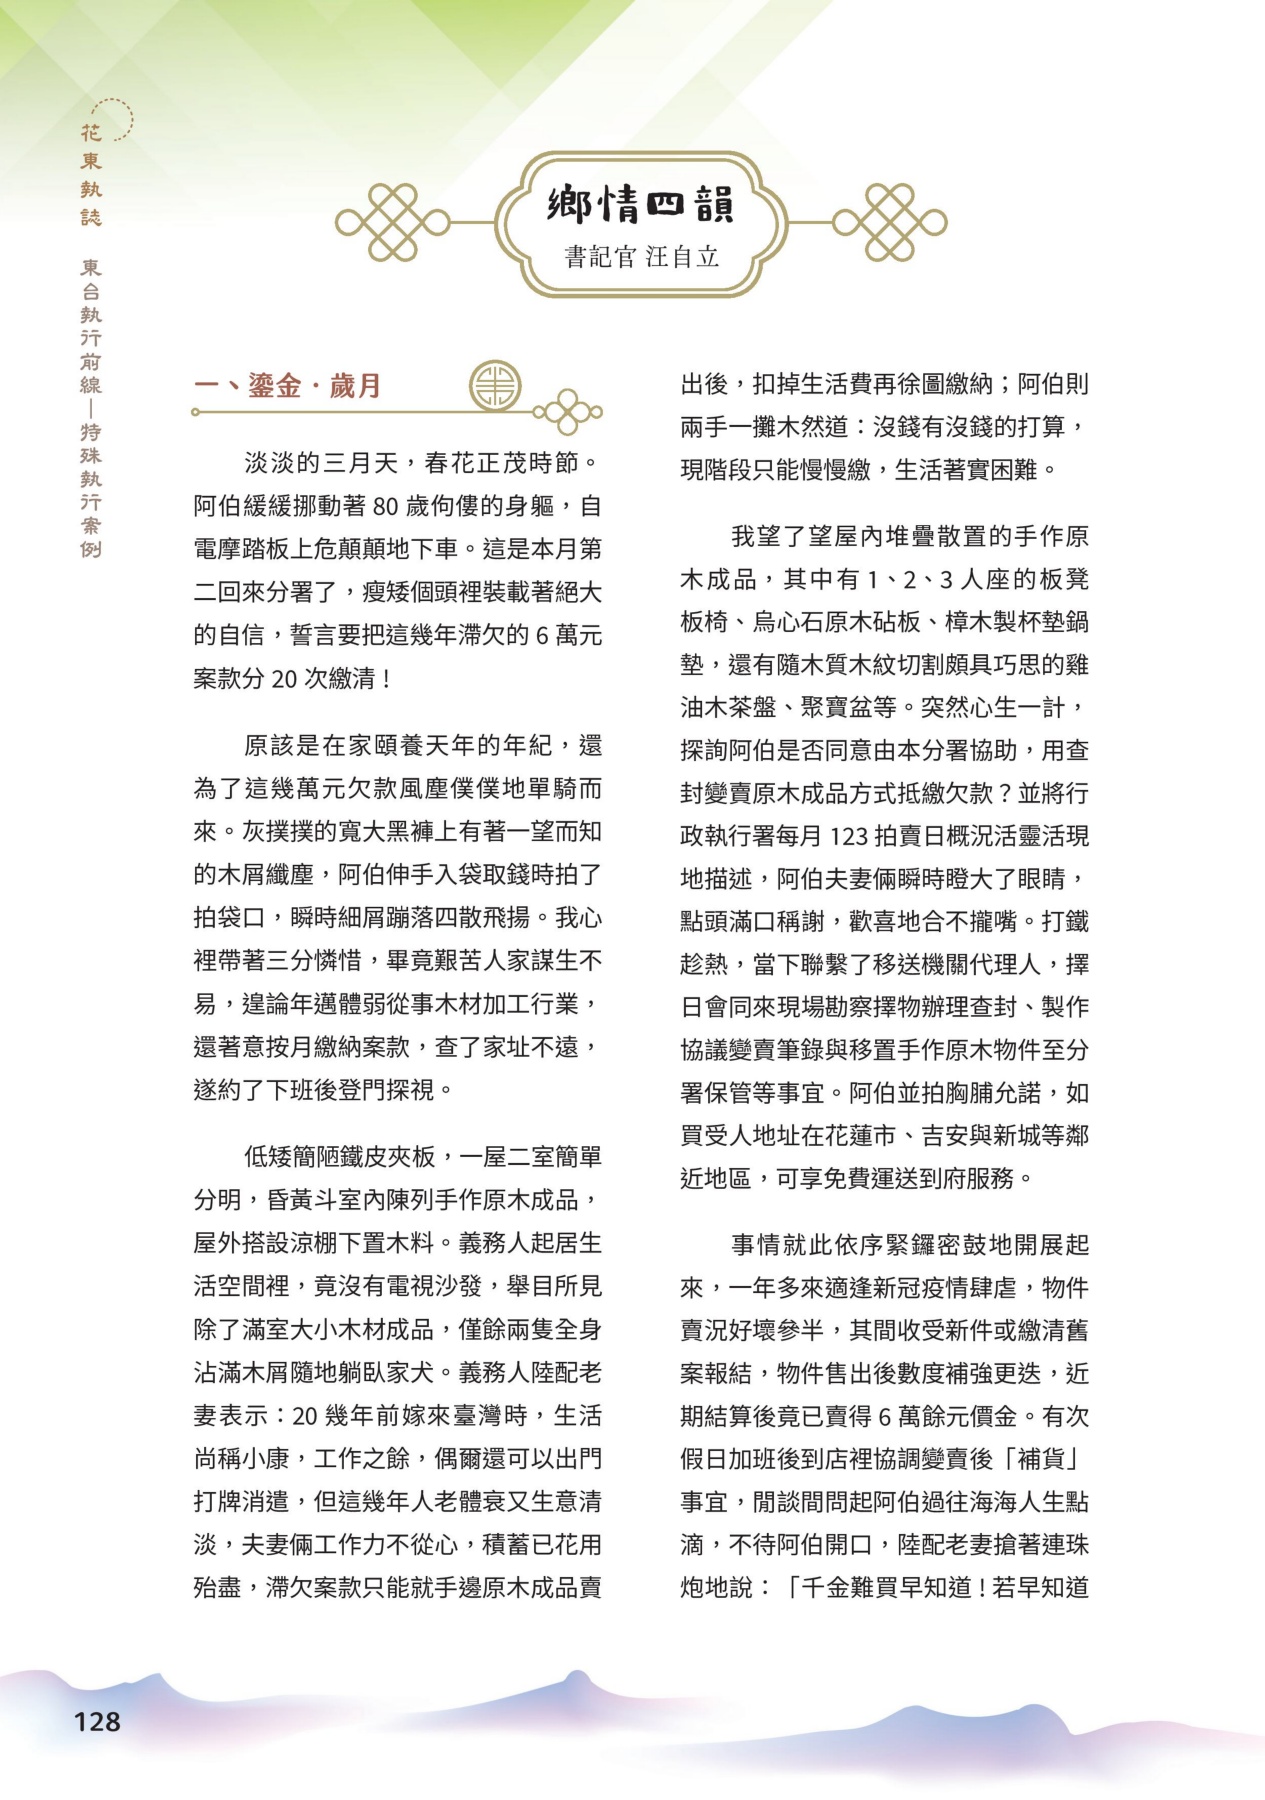 花東執誌 東台執行前線—特殊執行案例
鄉情四韻
書記官 汪自立
一、鎏金．歲月
淡淡的三月天，春花正茂時節。
阿伯緩緩挪動著 80 歲佝僂的身軀，自
電摩踏板上危顛顛地下車。這是本月第
二回來分署了，瘦矮個頭裡裝載著絕大
的自信，誓言要把這幾年滯欠的 6 萬元
案款分 20 次繳清！
原該是在家頤養天年的年紀，還
為了這幾萬元欠款風塵僕僕地單騎而
來。灰撲撲的寬大黑褲上有著一望而知
的木屑纖塵，阿伯伸手入袋取錢時拍了
拍袋口，瞬時細屑蹦落四散飛揚。我心
裡帶著三分憐惜，畢竟艱苦人家謀生不
易，遑論年邁體弱從事木材加工行業，
還著意按月繳納案款，查了家址不遠，
遂約了下班後登門探視。
低矮簡陋鐵皮夾板，一屋二室簡單
分明，昏黃斗室內陳列手作原木成品，
屋外搭設涼棚下置木料。義務人起居生
活空間裡，竟沒有電視沙發，舉目所見
除了滿室大小木材成品，僅餘兩隻全身
沾滿木屑隨地躺臥家犬。義務人陸配老
妻表示：20 幾年前嫁來臺灣時，生活
尚稱小康，工作之餘，偶爾還可以出門
打牌消遣，但這幾年人老體衰又生意清
淡，夫妻倆工作力不從心，積蓄已花用
殆盡，滯欠案款只能就手邊原木成品賣
出後，扣掉生活費再徐圖繳納；阿伯則
兩手一攤木然道：沒錢有沒錢的打算，
現階段只能慢慢繳，生活著實困難。
我望了望屋內堆疊散置的手作原
木成品，其中有 1、2、3 人座的板凳
板椅、烏心石原木砧板、樟木製杯墊鍋
墊，還有隨木質木紋切割頗具巧思的雞
油木茶盤、聚寶盆等。突然心生一計，
探詢阿伯是否同意由本分署協助，用查
封變賣原木成品方式抵繳欠款？並將行
政執行署每月 123 拍賣日概況活靈活現
地描述，阿伯夫妻倆瞬時瞪大了眼睛，
點頭滿口稱謝，歡喜地合不攏嘴。打鐵
趁熱，當下聯繫了移送機關代理人，擇
日會同來現場勘察擇物辦理查封、製作
協議變賣筆錄與移置手作原木物件至分
署保管等事宜。阿伯並拍胸脯允諾，如
買受人地址在花蓮市、吉安與新城等鄰
近地區，可享免費運送到府服務。
事情就此依序緊鑼密鼓地開展起
來，一年多來適逢新冠疫情肆虐，物件
賣況好壞參半，其間收受新件或繳清舊
案報結，物件售出後數度補強更迭，近
期結算後竟已賣得 6 萬餘元價金。有次
假日加班後到店裡協調變賣後「補貨」
事宜，閒談間問起阿伯過往海海人生點
滴，不待阿伯開口，陸配老妻搶著連珠
炮地說：「千金難買早知道！若早知道
128